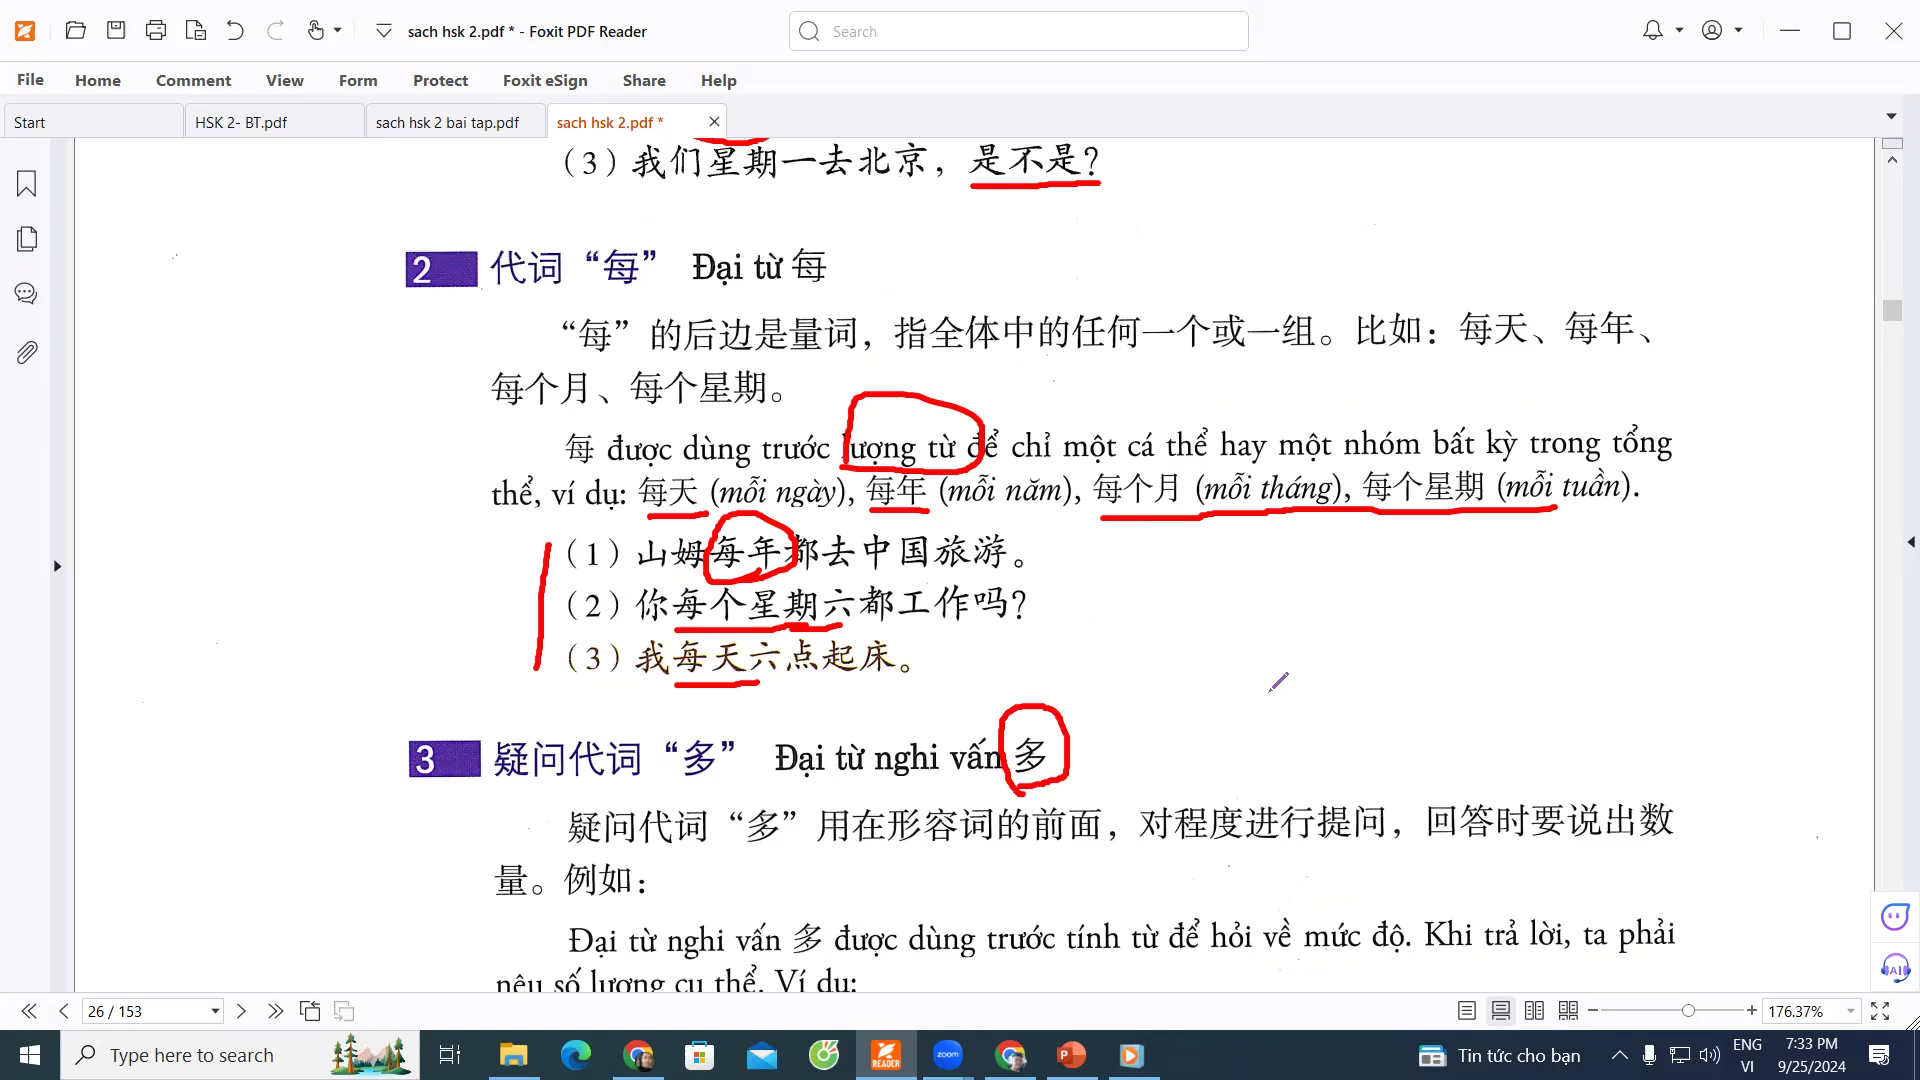 sach hsk 2.pdf * - Foxit PDF Reader
Search
File Home Comment View Form Protect Foxit eSign Share Help
Start
HSK 2- BT.pdf
sach hsk 2 bai tap.pdf
sach hsk 2.pdf *
（3）我们星期一去北京，是不是？
2 代词“每” Đại từ 每
“每”的后边是量词，指全体中的任何一个或一组。比如：每天、每年、
每个月、每个星期。
每 được dùng trước lượng từ để chỉ một cá thể hay một nhóm bất kỳ trong tổng
thể, ví dụ: 每天 (mỗi ngày), 每年 (mỗi năm), 每个月 (mỗi tháng), 每个星期 (mỗi tuần).
（1）山姆每年都去中国旅游。
（2）你每个星期六都工作吗？
（3）我每天六点起床。
3 疑问代词“多” Đại từ nghi vấn 多
疑问代词“多”用在形容词的前面，对程度进行提问，回答时要说出数
量。例如：
Đại từ nghi vấn 多 được dùng trước tính từ để hỏi về mức độ. Khi trả lời, ta phải
nêu số lượng cụ thể. Ví dụ:
AI
26 / 153
176.37%
Type here to search
READER
zoom
Tin tức cho bạn
ENG
VI
7:33 PM
9/25/2024